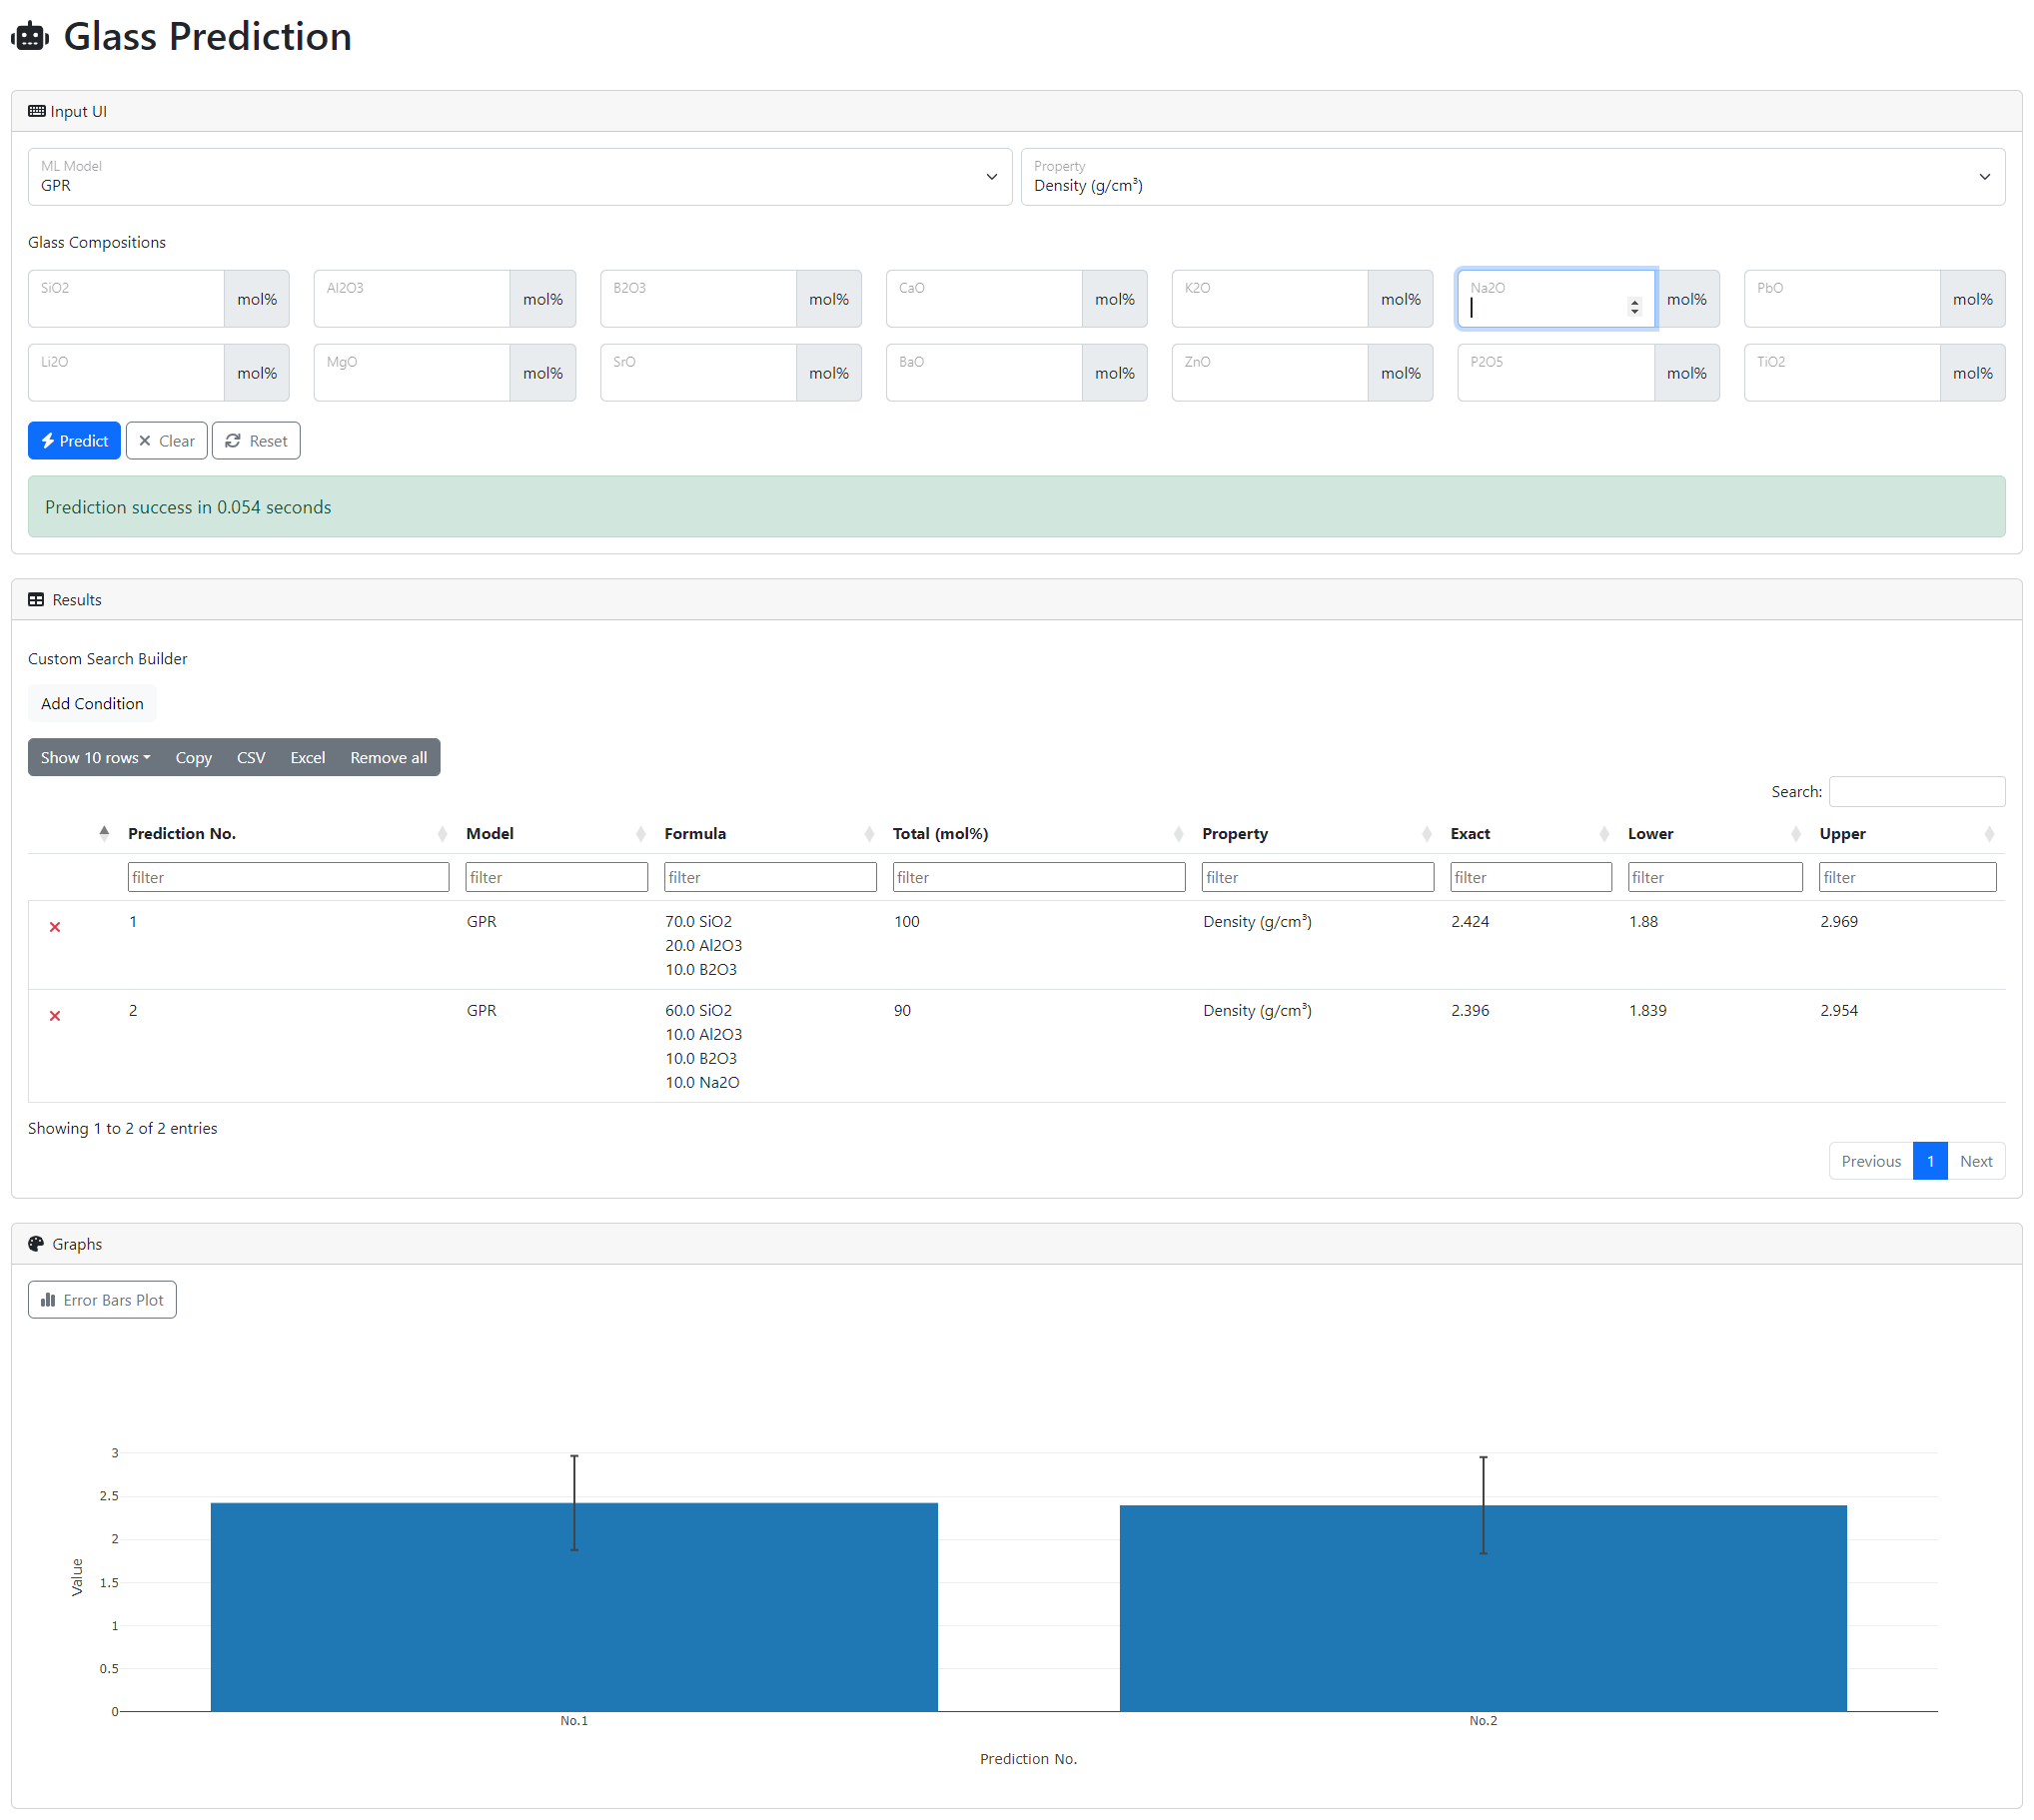 Glass Prediction
Input UI
ML Model
GPR
Property
Density (g/cm³)
Glass Compositions
SiO2 mol% Al2O3 mol% B2O3 mol% CaO mol% K2O mol% Na2O mol% PbO mol%
Li2O mol% MgO mol% SrO mol% BaO mol% ZnO mol% P2O5 mol% TiO2 mol%
Predict Clear Reset
Prediction success in 0.054 seconds
Results
Custom Search Builder
Add Condition
Show 10 rows Copy CSV Excel Remove all
Search:
Prediction No. Model Formula Total (mol%) Property Exact Lower Upper
filter filter filter filter filter filter filter filter
1 GPR 70.0 SiO2 100 Density (g/cm³) 2.424 1.88 2.969
20.0 Al2O3
10.0 B2O3
2 GPR 60.0 SiO2 90 Density (g/cm³) 2.396 1.839 2.954
10.0 Al2O3
10.0 B2O3
10.0 Na2O
Showing 1 to 2 of 2 entries
Previous 1 Next
Graphs
Error Bars Plot
3
2.5
2
1.5
1
0.5
0
Value
No.1 No.2
Prediction No.